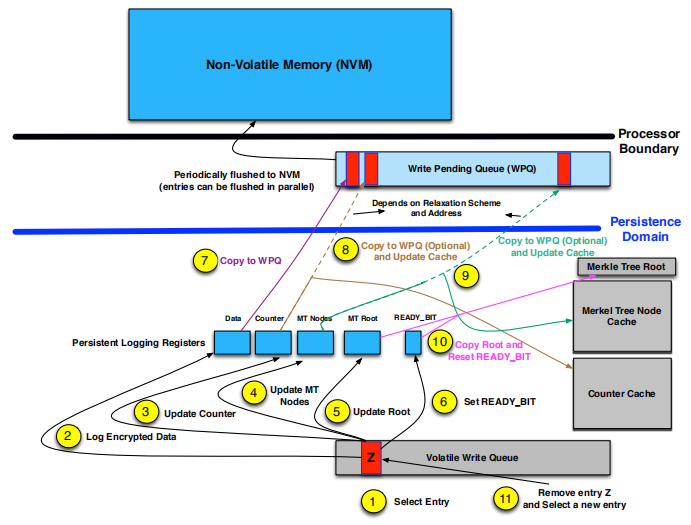 Non-Volatile Memory (NVM)
Processor
Boundary
Write Pending Queue (WPQ)
Periodically flushed to NVM
(entries can be flushed in parallel)
Depends on Relaxation Scheme
and Address
Persistence
Domain
7 Copy to WPQ
8 Copy to WPQ (Optional)
and Update Cache
Copy to WPQ (Optional)
and Update Cache
9
Merkle Tree Root
Data
Counter
MT Nodes
MT Root
READY_BIT
Persistent Logging Registers
10 Copy Root and
Reset READY_BIT
Merkel Tree Node
Cache
Counter Cache
4 Update MT
Nodes
3 Update Counter
5 Update Root
6 Set READY_BIT
2 Log Encrypted Data
Z
Volatile Write Queue
1 Select Entry
11 Remove entry Z
and Select a new entry